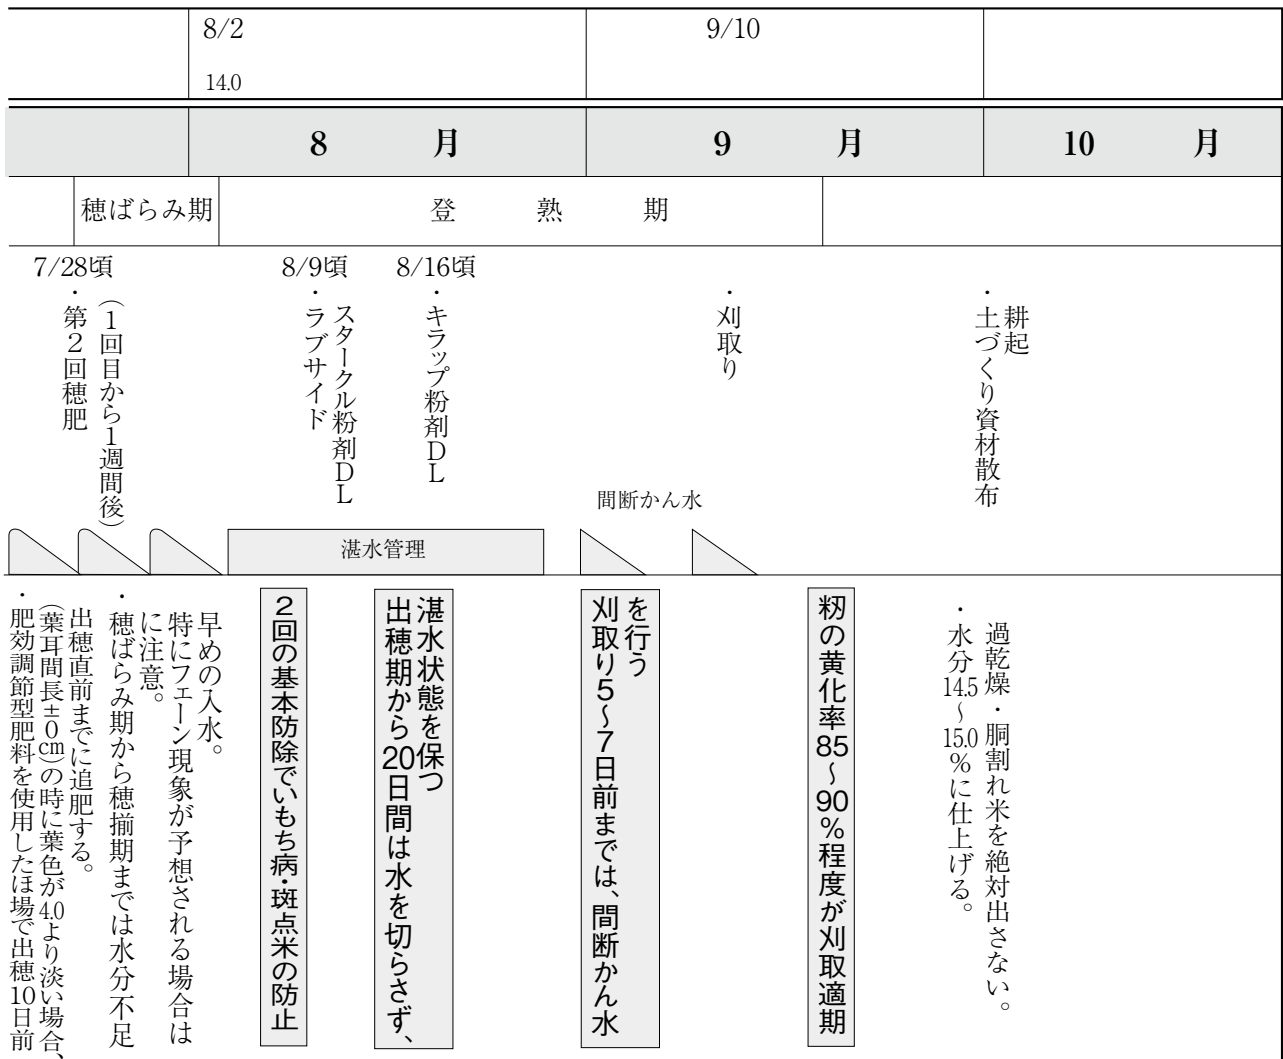 8/2
9/10
14.0
8 月
9 月
10 月
穂ばらみ期
登 熟 期
7/28頃
・第２回穂肥
（１回目から１週間後）
8/9頃
・ラブサイド
スタークル粉剤DL
8/16頃
・キラップ粉剤DL
・刈取り
・土づくり資材散布
耕起
間断かん水
湛水管理
過乾燥・胴割れ米を絶対出さない。
・水分14.5～15.0％に仕上げる。
籾の黄化率85～90％程度が刈取適期
を行う
刈取り5～7日前までは、間断かん水
湛水状態を保つ
出穂期から20日間は水を切らさず、
2回の基本防除でいもち病・斑点米の防止
早めの入水。
特にフェーン現象が予想される場合は
に注意。
・穂ばらみ期から穂揃期までは水分不足
出穂直前までに追肥する。
（葉耳間長±0cm）の時に葉色が4.0より淡い場合、
・肥効調節型肥料を使用したほ場で出穂10日前